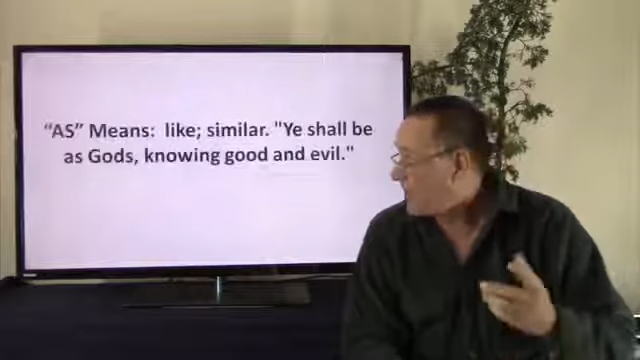 “AS” Means:  like; similar. "Ye shall be
as Gods, knowing good and evil."